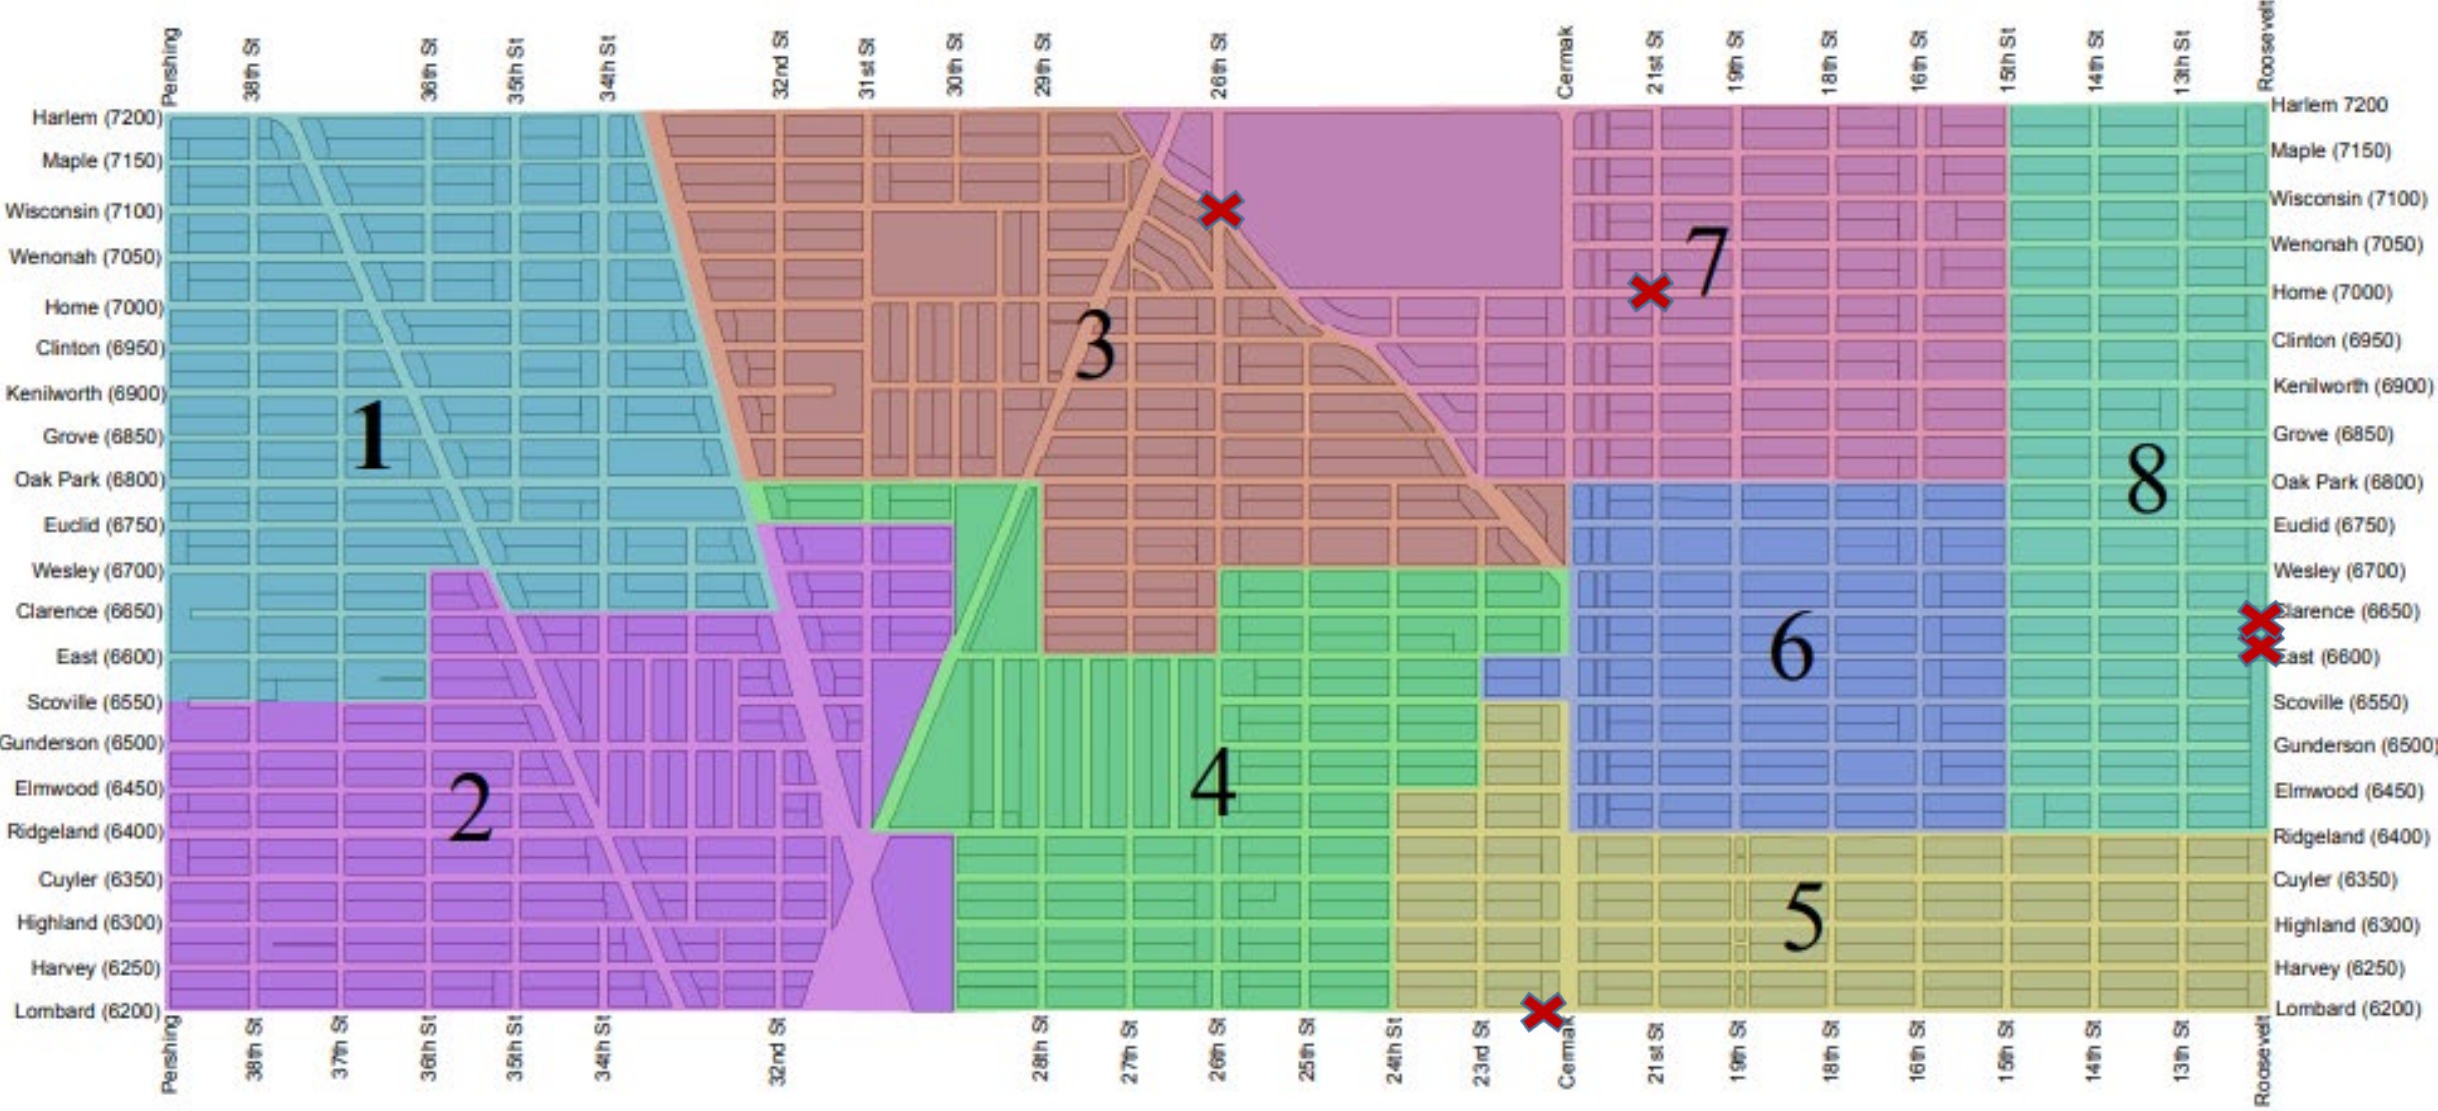 Pershing
38th St
36th St
35th St
34th St
32nd St
31st St
30th St
29th St
26th St
Cermak
21st St
19th St
18th St
16th St
15th St
14th St
13th St
Roosevelt
Harlem (7200)
Maple (7150)
Wisconsin (7100)
Wenonah (7050)
Home (7000)
Clinton (6950)
Kenilworth (6900)
Grove (6850)
Oak Park (6800)
Euclid (6750)
Wesley (6700)
Clarence (6650)
East (6600)
Scoville (6550)
Gunderson (6500)
Elmwood (6450)
Ridgeland (6400)
Cuyler (6350)
Highland (6300)
Harvey (6250)
Lombard (6200)
1
2
3
4
5
6
7
8
Harlem 7200
Maple (7150)
Wisconsin (7100)
Wenonah (7050)
Home (7000)
Clinton (6950)
Kenilworth (6900)
Grove (6850)
Oak Park (6800)
Euclid (6750)
Wesley (6700)
Clarence (6650)
East (6600)
Scoville (6550)
Gunderson (6500)
Elmwood (6450)
Ridgeland (6400)
Cuyler (6350)
Highland (6300)
Harvey (6250)
Lombard (6200)
Pershing
38th St
37th St
36th St
35th St
34th St
32nd St
28th St
27th St
26th St
25th St
24th St
23rd St
Cermak
21st St
19th St
18th St
16th St
15th St
14th St
13th St
Roosevelt